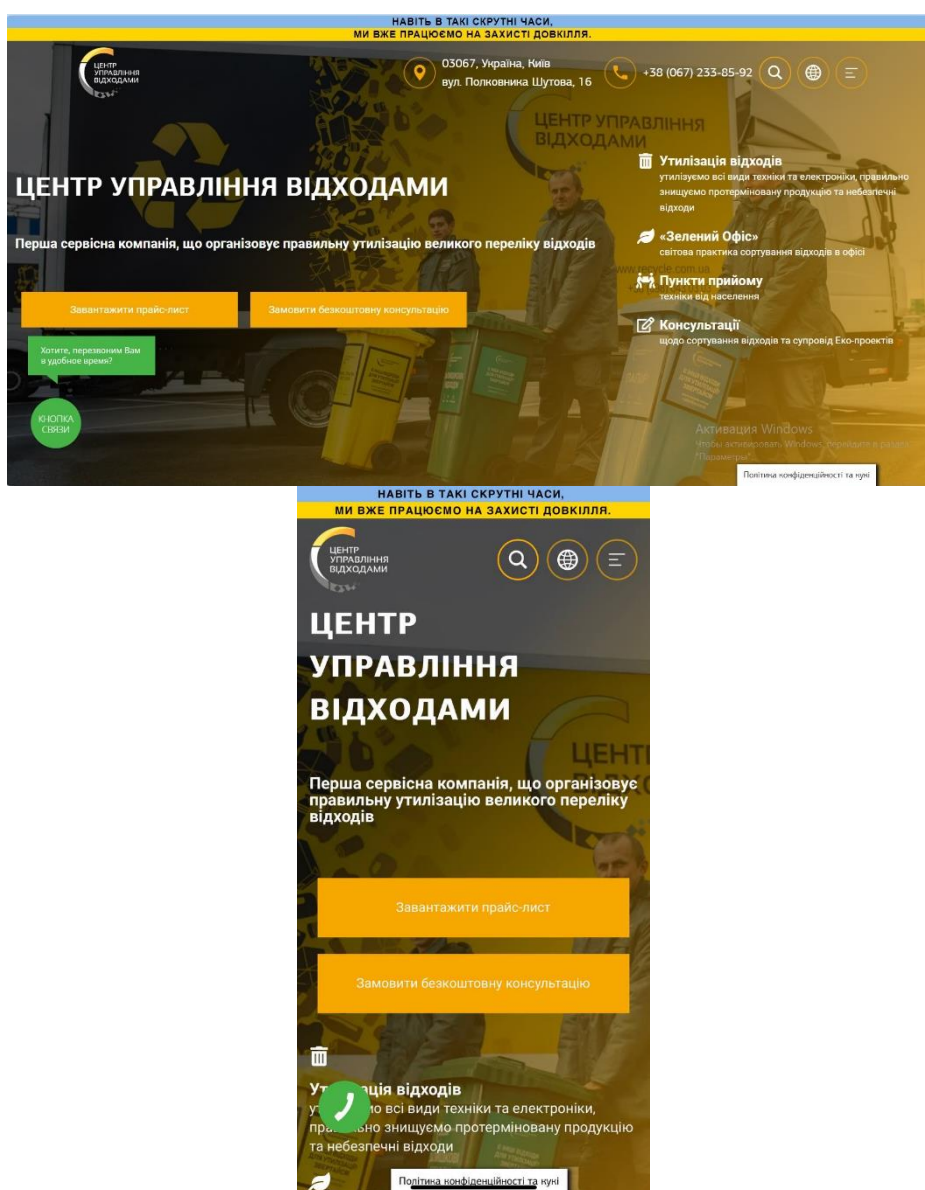 НАВІТЬ В ТАКІ СКРУТНІ ЧАСИ,
МИ ВЖЕ ПРАЦЮЄМО НА ЗАХИСТІ ДОВКІЛЛЯ.
ЦЕНТР
УПРАВЛІННЯ
ВІДХОДАМИ
03067, Україна, Київ
вул. Полковника Шутова, 16
+38 (067) 233-85-92
ЦЕНТР УПРАВЛІННЯ
ВІДХОДАМИ
ЦЕНТР УПРАВЛІННЯ ВІДХОДАМИ
Перша сервісна компанія, що організовує правильну утилізацію великого переліку відходів
Завантажити прайс-лист
Замовити безкоштовну консультацію
Хотите, перезвоним Вам
в удобное время?
КНОПКА
СВЯЗИ
Утилізація відходів
утилізуємо всі види техніки та електроніки, правильно
знищуємо протерміновану продукцію та небезпечні
відходи
«Зелений Офіс»
світова практика сортування відходів в офісі
www.recycle.com.ua
Пункти прийому
техніки від населення
Консультації
щодо сортування відходів та супровід Еко-проектів
Активация Windows
Чтобы активировать Windows, перейдите в раздел
"Параметры".
Політика конфіденційності та кукі
НАВІТЬ В ТАКІ СКРУТНІ ЧАСИ,
МИ ВЖЕ ПРАЦЮЄМО НА ЗАХИСТІ ДОВКІЛЛЯ.
ЦЕНТР
УПРАВЛІННЯ
ВІДХОДАМИ
ЦЕНТР
УПРАВЛІННЯ
ВІДХОДАМИ
ЦЕНТ
Перша сервісна компанія, що організовує
правильну утилізацію великого переліку
відходів
Завантажити прайс-лист
Замовити безкоштовну консультацію
відходів
всі види техніки та електроніки,
знищуємо протерміновану продукцію
та небезпечні відходи
Політика конфіденційності та кукі